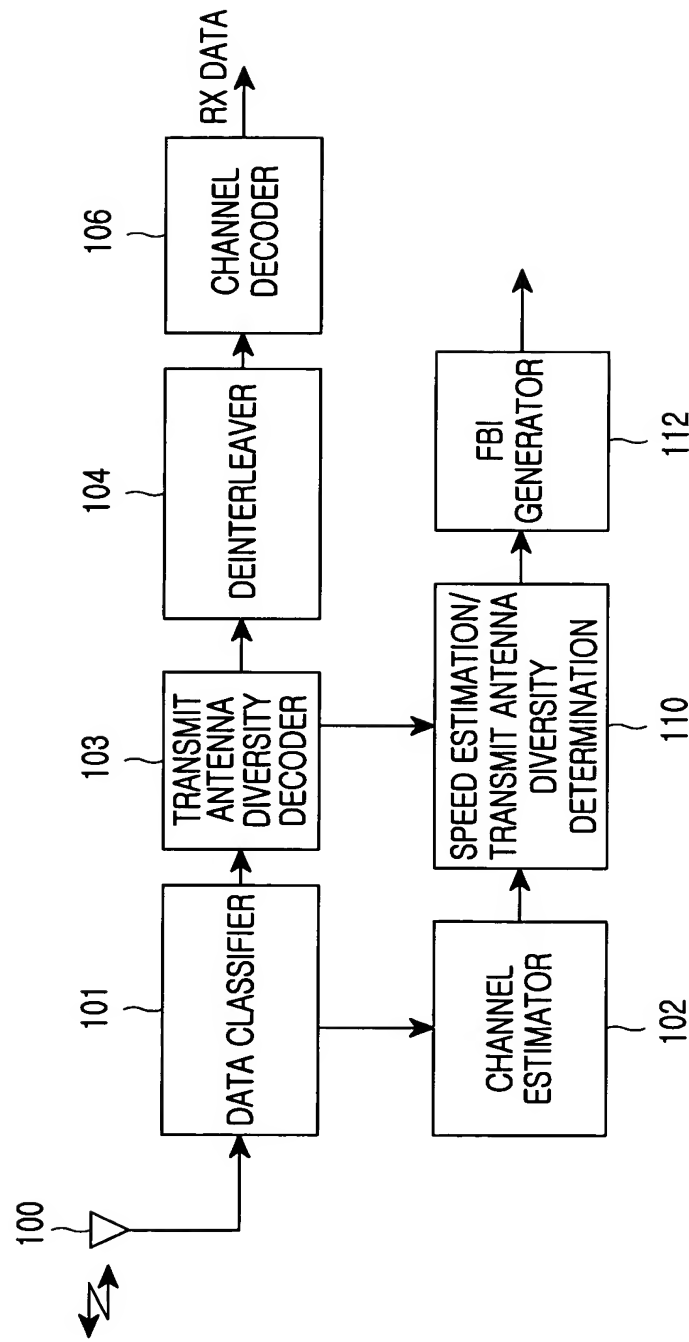 100
101
DATA CLASSIFIER
103
TRANSMIT
ANTENNA
DIVERSITY
DECODER
104
DEINTERLEAVER
106
CHANNEL
DECODER
RX DATA
CHANNEL
ESTIMATOR
102
SPEED ESTIMATION/
TRANSMIT ANTENNA
DIVERSITY
DETERMINATION
110
FBI
GENERATOR
112